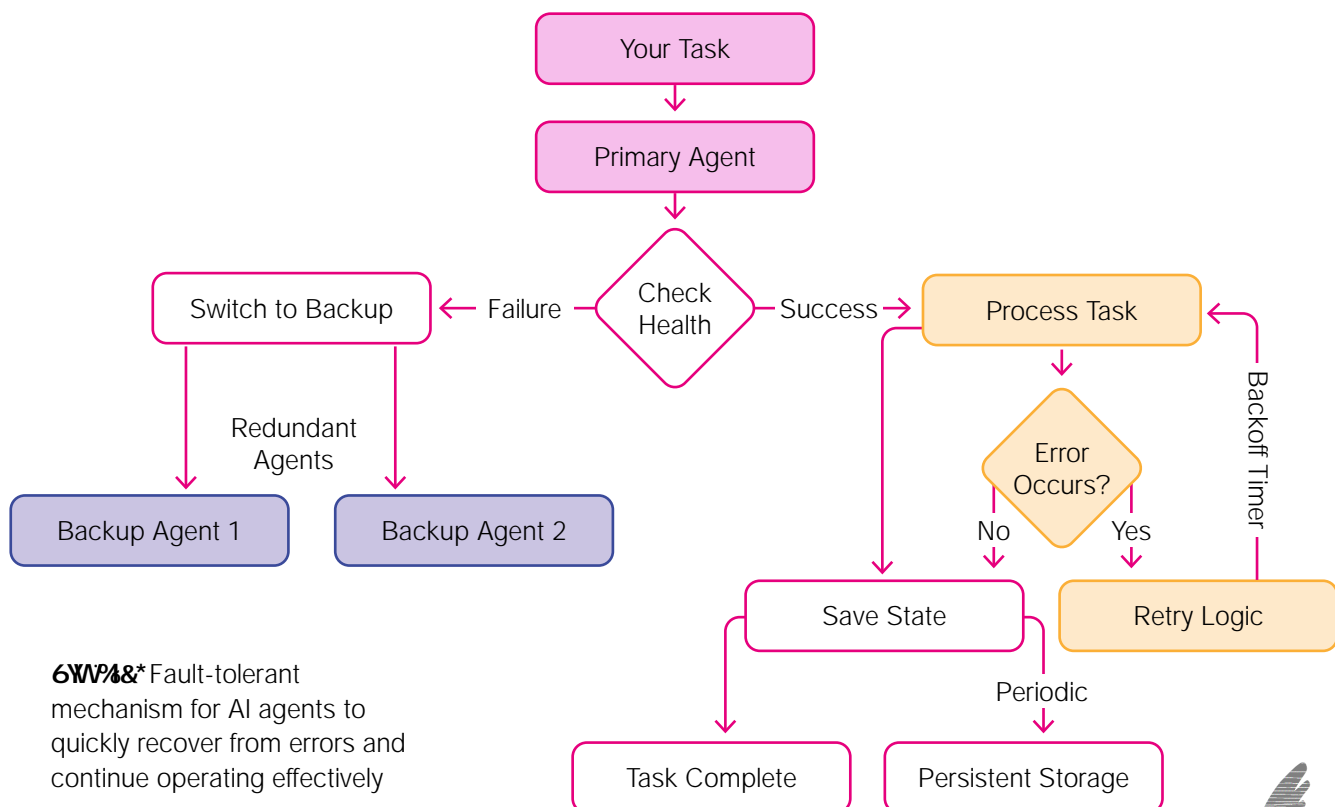 Your Task
Primary Agent
Check
Health
Failure
Success
Switch to Backup
Process Task
Redundant
Agents
Backup Agent 1
Backup Agent 2
Error
Occurs?
No
Yes
Backoff Timer
Save State
Retry Logic
Periodic
Task Complete
Persistent Storage
Fault-tolerant
mechanism for AI agents to
quickly recover from errors and
continue operating effectively